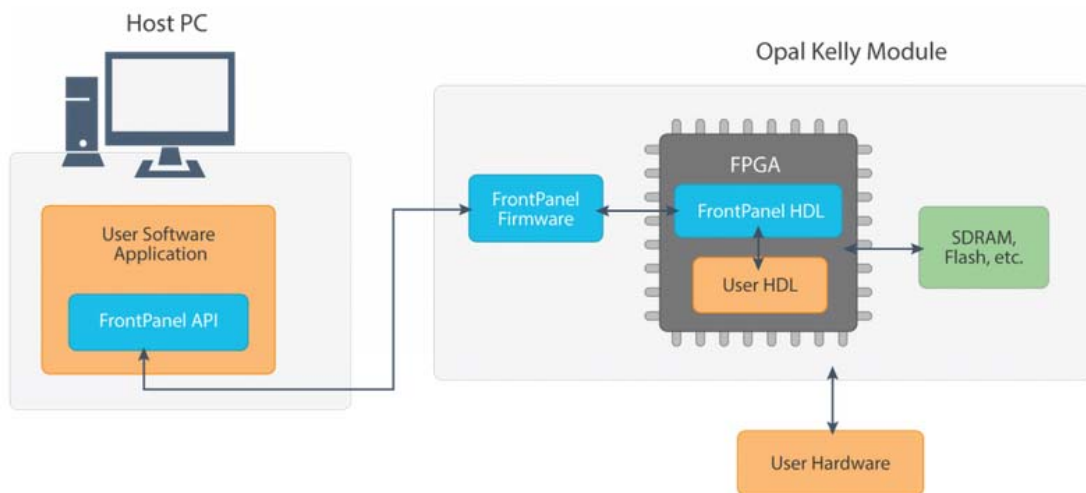 Host PC
Opal Kelly Module
FPGA
FrontPanel
Firmware
FrontPanel HDL
User Software
Application
SDRAM,
Flash, etc.
User HDL
FrontPanel API
User Hardware